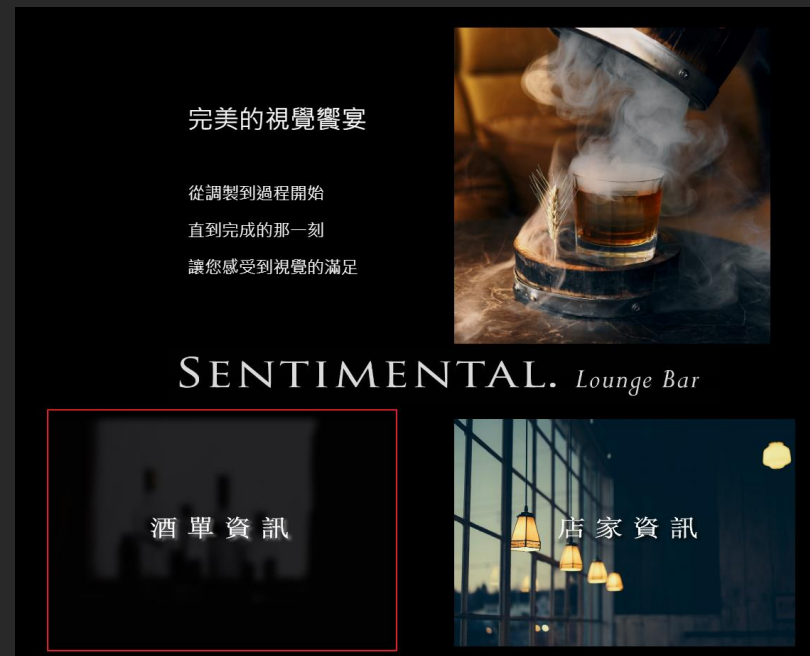 完美的視覺饗宴
從調製到過程開始
直到完成的那一刻
讓您感受到視覺的滿足
SENTIMENTAL. Lounge Bar
酒單資訊
店家資訊